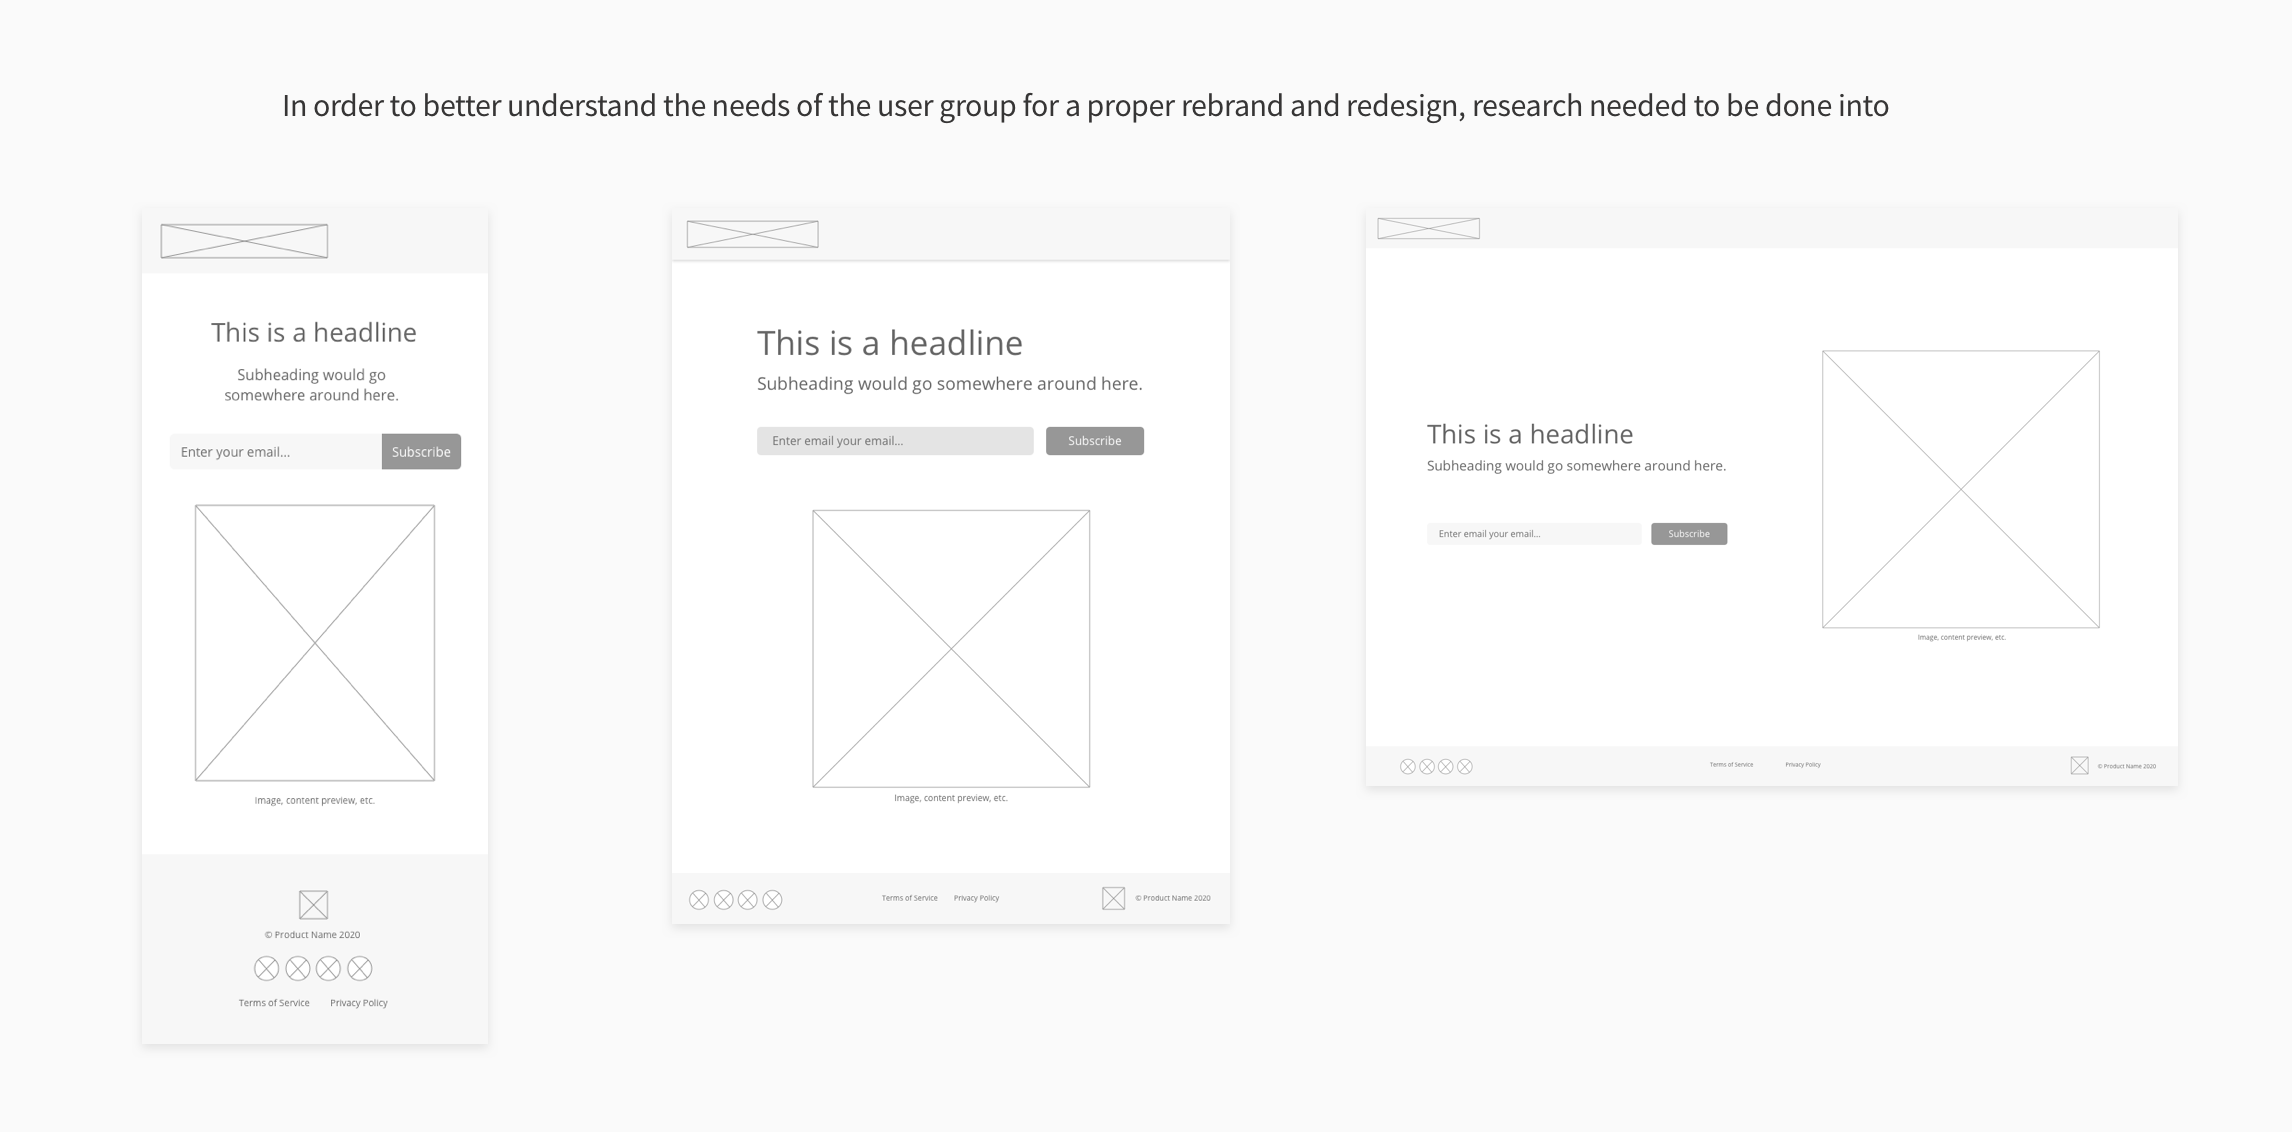 In order to better understand the needs of the user group for a proper rebrand and redesign, research needed to be done into
This is a headline
Subheading would go
somewhere around here.
Enter your email...
Subscribe
Image, content preview, etc.
© Product Name 2020
Terms of Service
Privacy Policy
This is a headline
Subheading would go somewhere around here.
Enter email your email...
Subscribe
Image, content preview, etc.
Terms of Service
Privacy Policy
© Product Name 2020
This is a headline
Subheading would go somewhere around here.
Enter email your email...
Subscribe
Image, content preview, etc.
Terms of Service
Privacy Policy
© Product Name 2020